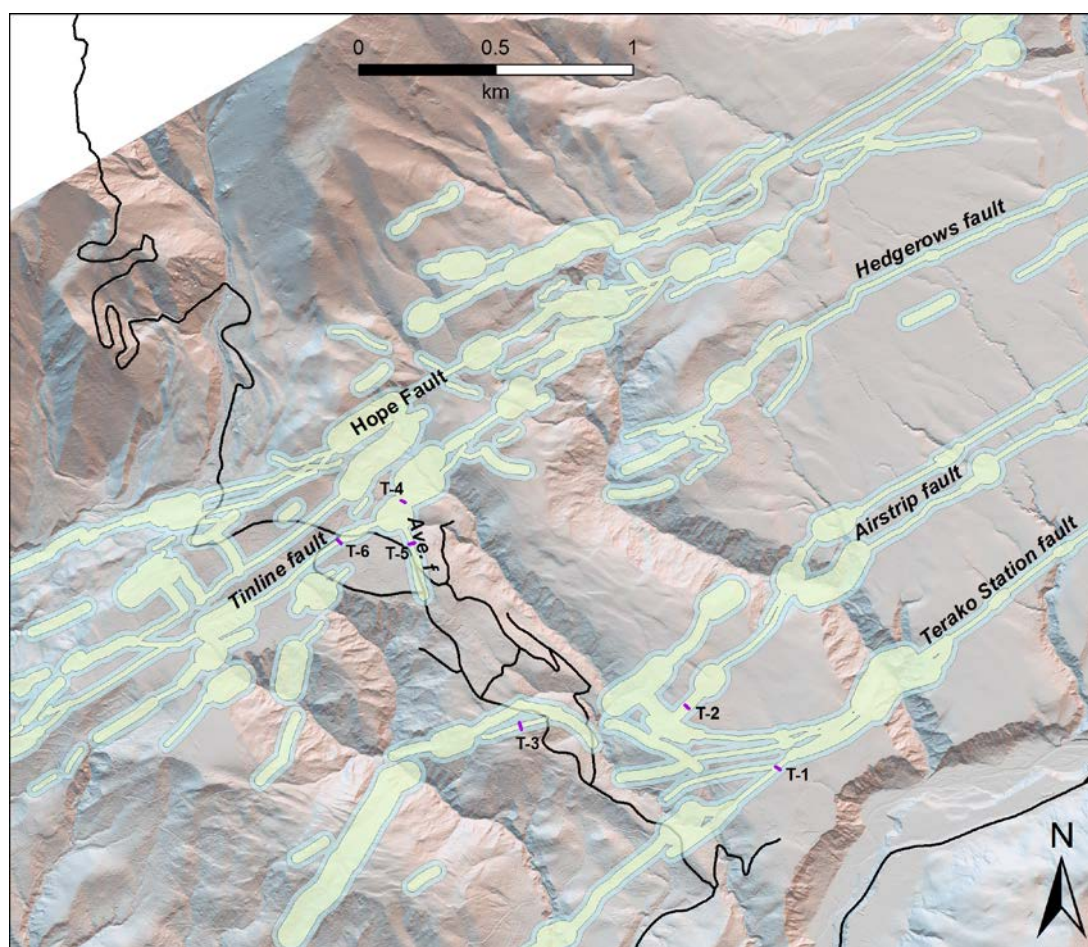 0 0.5 1
km
Hedgerows fault
Hope Fault
T-4
Ave. f
Airstrip fault
T-6
T-5
Tinline fault
Terako Station fault
T-2
T-3
T-1
N